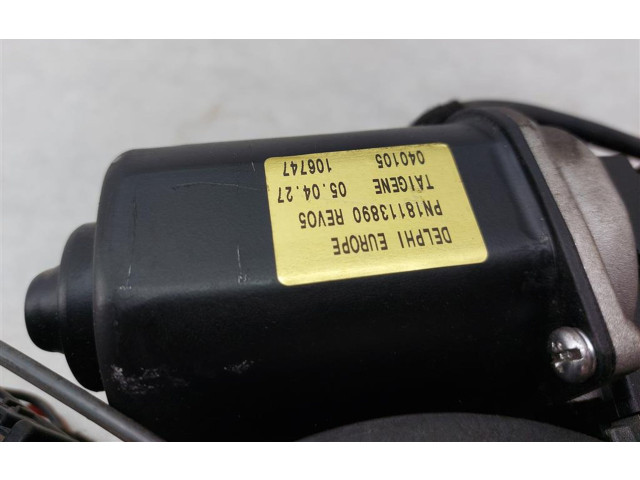 DELPHI EUROPE
PN18113890 REV05
TAIGENE 05.04.27
040105 106747